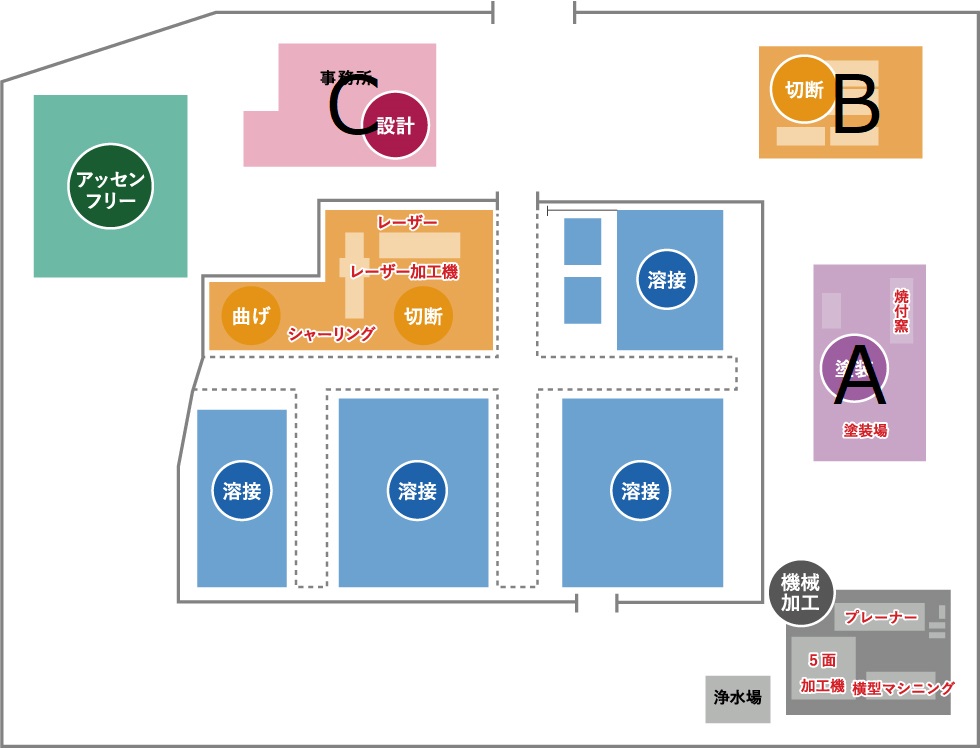 事務所
C
設計
切断
B
アッセン
フリー
レーザー
レーザー加工機
曲げ
シャーリング
切断
溶接
焼付窯
塗装
A
塗装場
溶接
溶接
溶接
機械
加工
プレーナー
5面
加工機
横型マシニング
浄水場